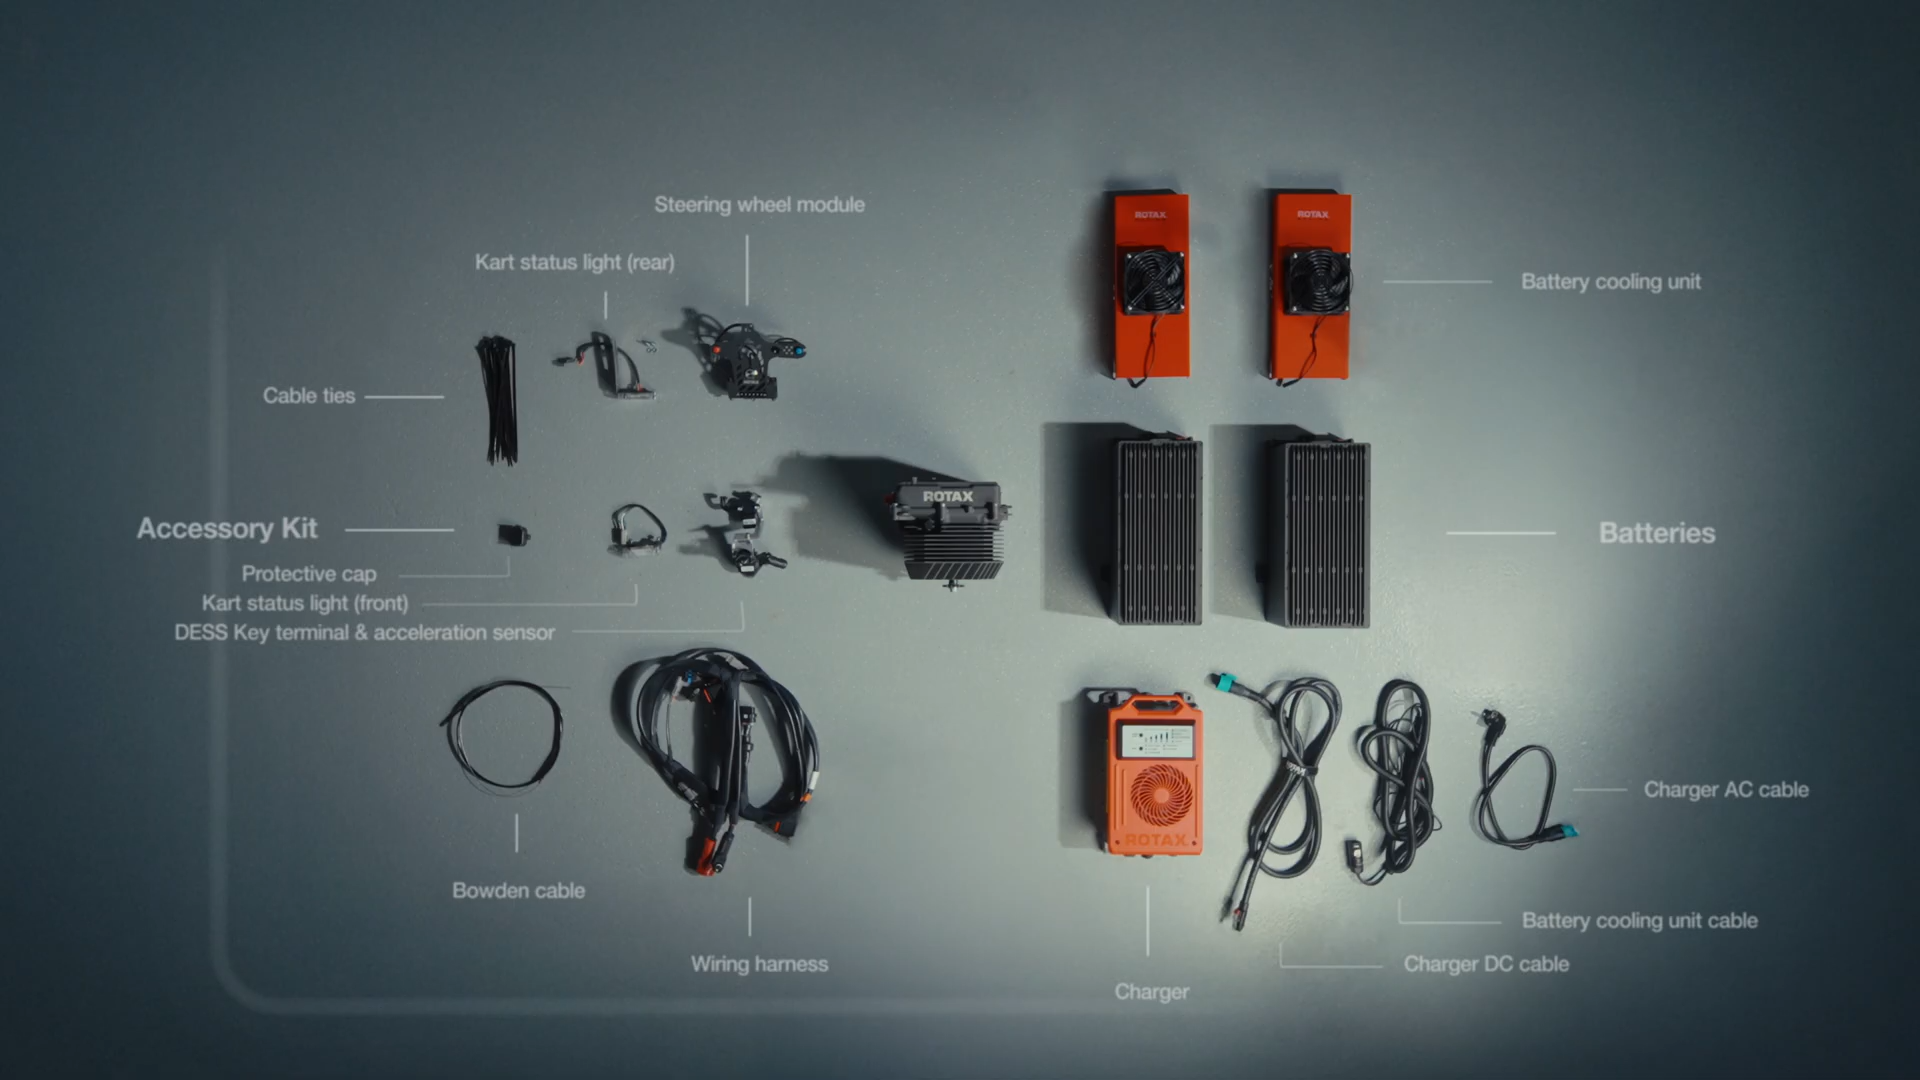 Steering wheel module
ROTAX
ROTAX
Kart status light (rear)
Battery cooling unit
Cable ties
ROTAX
Accessory Kit
Batteries
Protective cap
Kart status light (front)
DESS Key terminal & acceleration sensor
Charger AC cable
ROTAX
Bowden cable
Battery cooling unit cable
Wiring harness
Charger DC cable
Charger